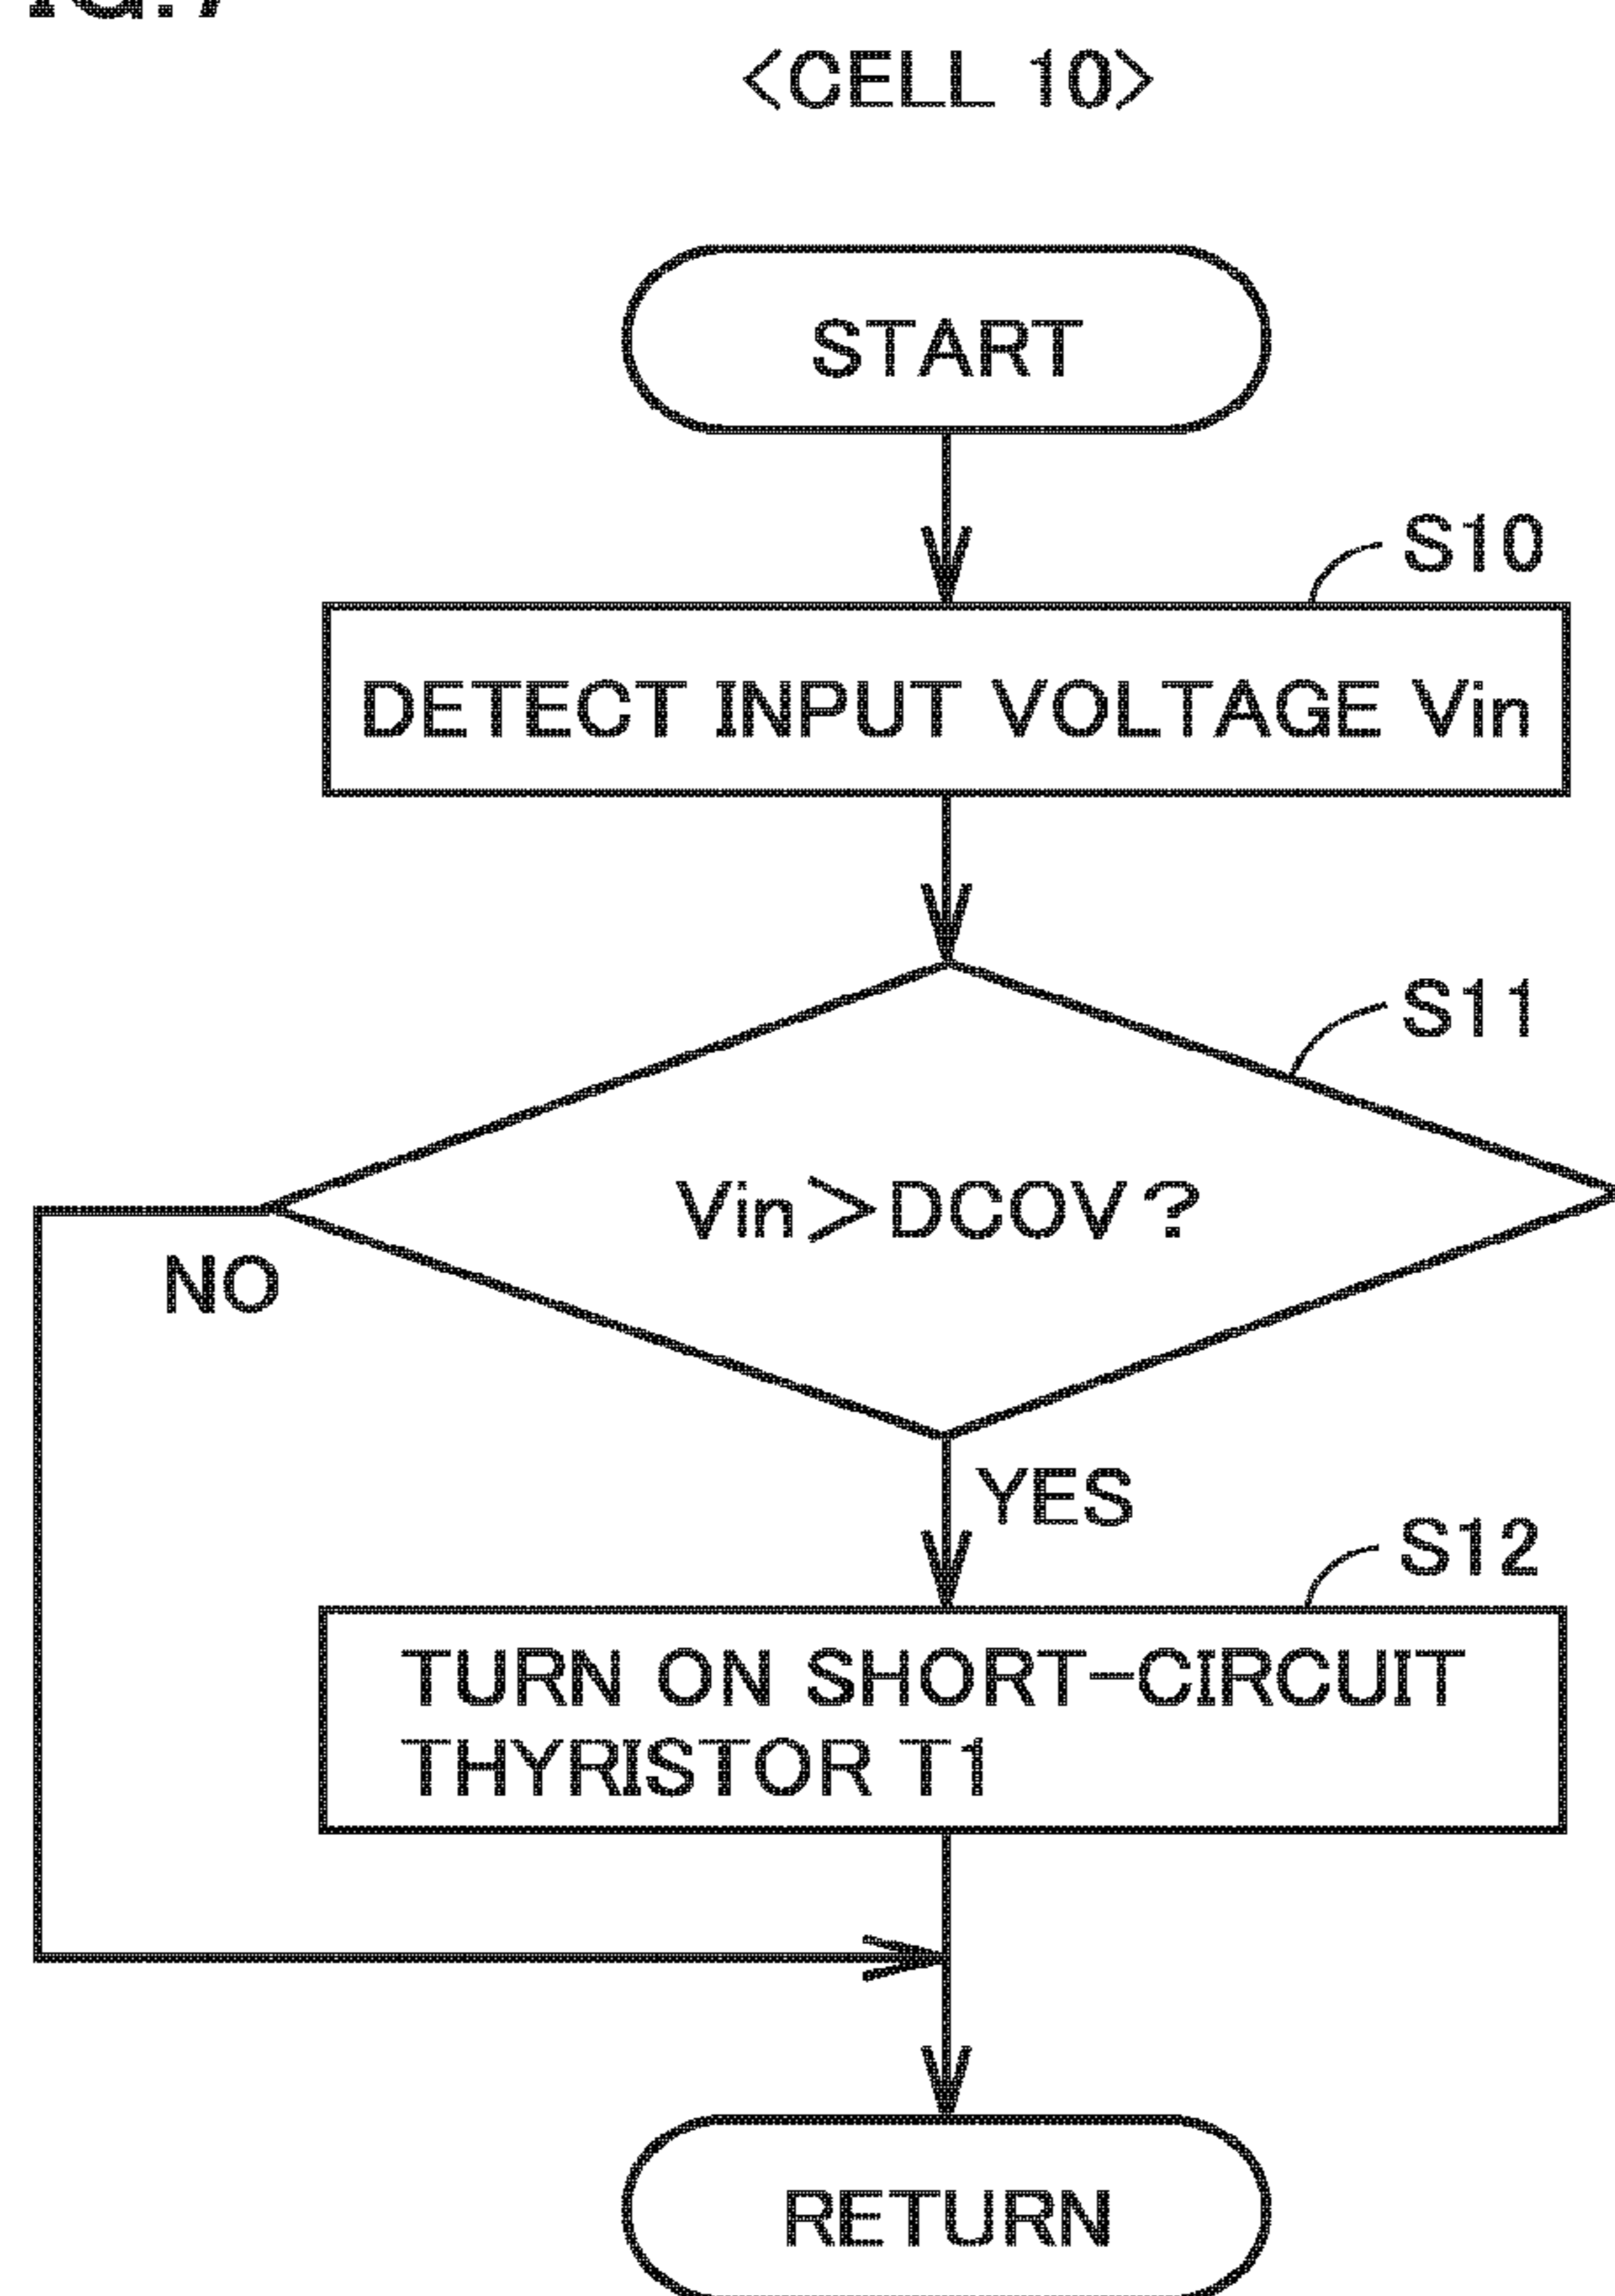 <CELL 10>
START
S10
DETECT INPUT VOLTAGE Vin
S11
Vin>DCOV?
NO
YES
S12
TURN ON SHORT-CIRCUIT
THYRISTOR T1
RETURN